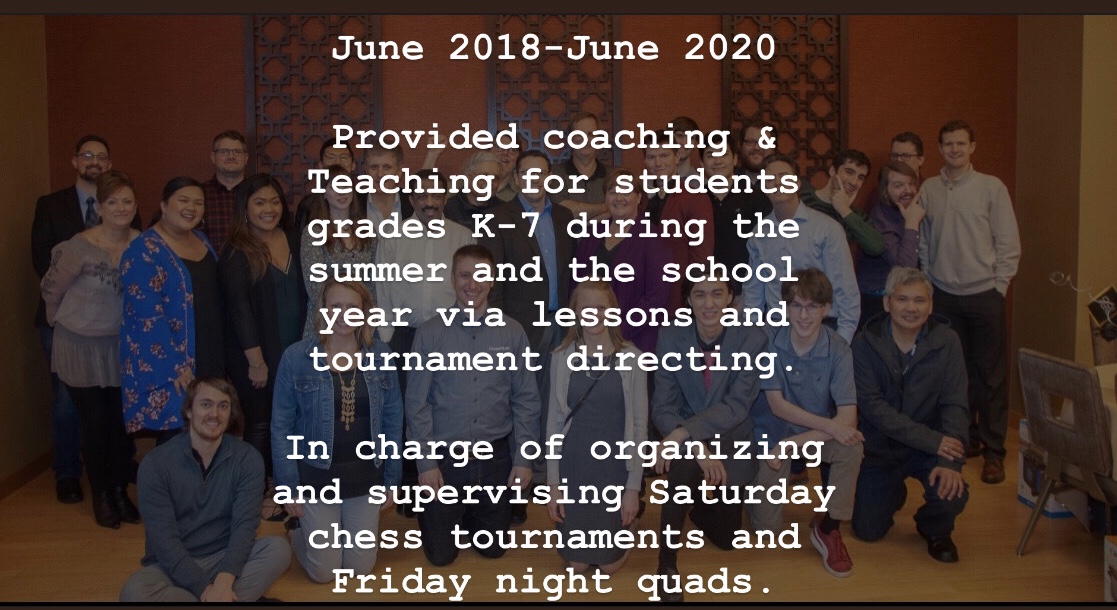 June 2018-June 2020
Provided coaching &
Teaching for students
grades K-7 during the
summer and the school
year via lessons and
tournament directing.
In charge of organizing
and supervising Saturday
chess tournaments and
Friday night quads.